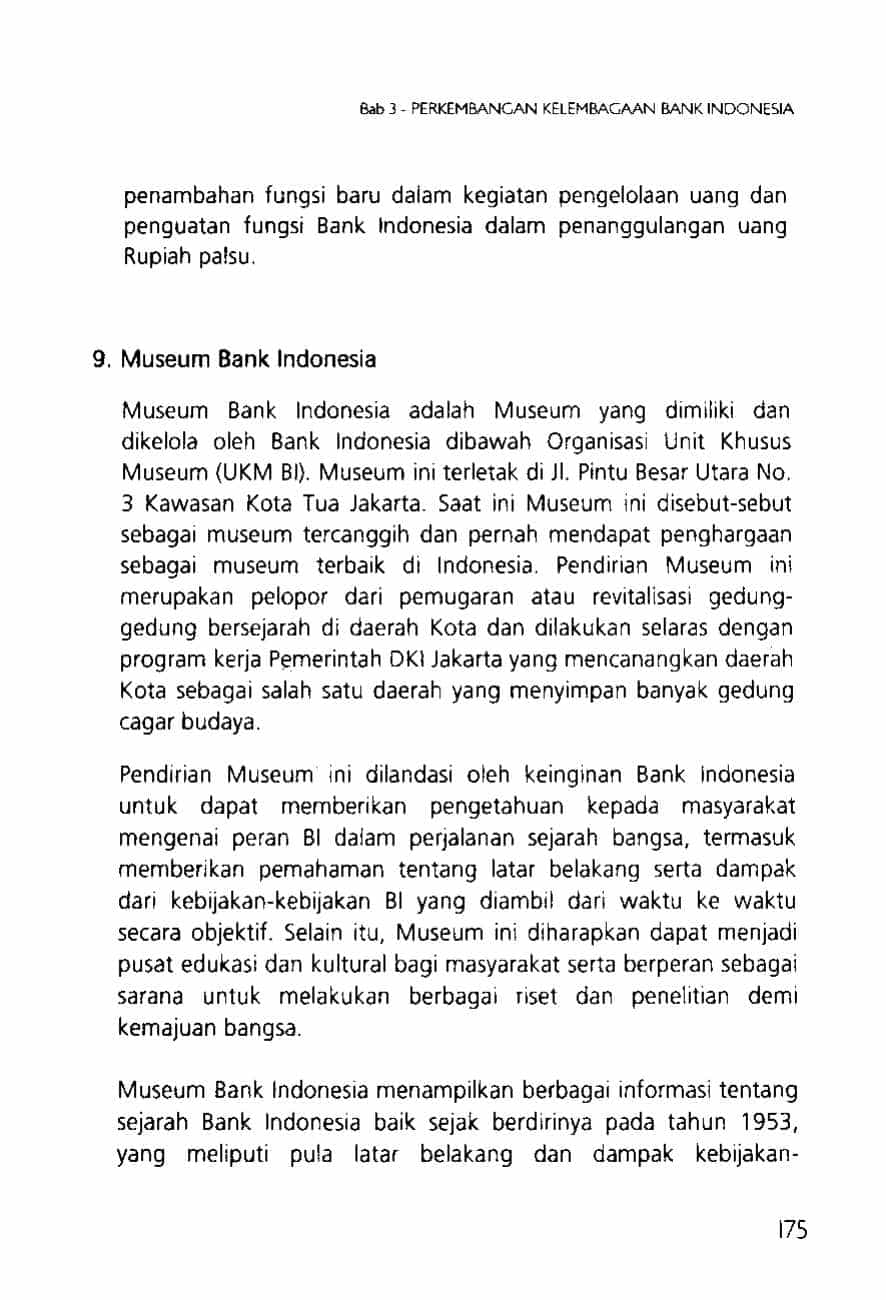 Bab 3 - PERKEMBANGAN KELEMBAGAAN BANK INDONESIA
penambahan fungsi baru dalam kegiatan pengelolaan uang dan
penguatan fungsi Bank Indonesia dalam penanggulangan uang
Rupiah palsu.
9. Museum Bank Indonesia
Museum Bank Indonesia adalah Museum yang dimiliki dan
dikelola oleh Bank Indonesia dibawah Organisasi Unit Khusus
Museum (UKM BI). Museum ini terletak di Jl. Pintu Besar Utara No.
3 Kawasan Kota Tua Jakarta. Saat ini Museum ini disebut-sebut
sebagai museum tercanggih dan pernah mendapat penghargaan
sebagai museum terbaik di Indonesia. Pendirian Museum ini
merupakan pelopor dari pemugaran atau revitalisasi gedung-
gedung bersejarah di daerah Kota dan dilakukan selaras dengan
program kerja Pemerintah DKI Jakarta yang mencanangkan daerah
Kota sebagai salah satu daerah yang menyimpan banyak gedung
cagar budaya.
Pendirian Museum ini dilandasi oleh keinginan Bank Indonesia
untuk dapat memberikan pengetahuan kepada masyarakat
mengenai peran BI dalam perjalanan sejarah bangsa, termasuk
memberikan pemahaman tentang latar belakang serta dampak
dari kebijakan-kebijakan BI yang diambil dari waktu ke waktu
secara objektif. Selain itu, Museum ini diharapkan dapat menjadi
pusat edukasi dan kultural bagi masyarakat serta berperan sebagai
sarana untuk melakukan berbagai riset dan penelitian demi
kemajuan bangsa.
Museum Bank Indonesia menampilkan berbagai informasi tentang
sejarah Bank Indonesia baik sejak berdirinya pada tahun 1953,
yang meliputi pula latar belakang dan dampak kebijakan-
175